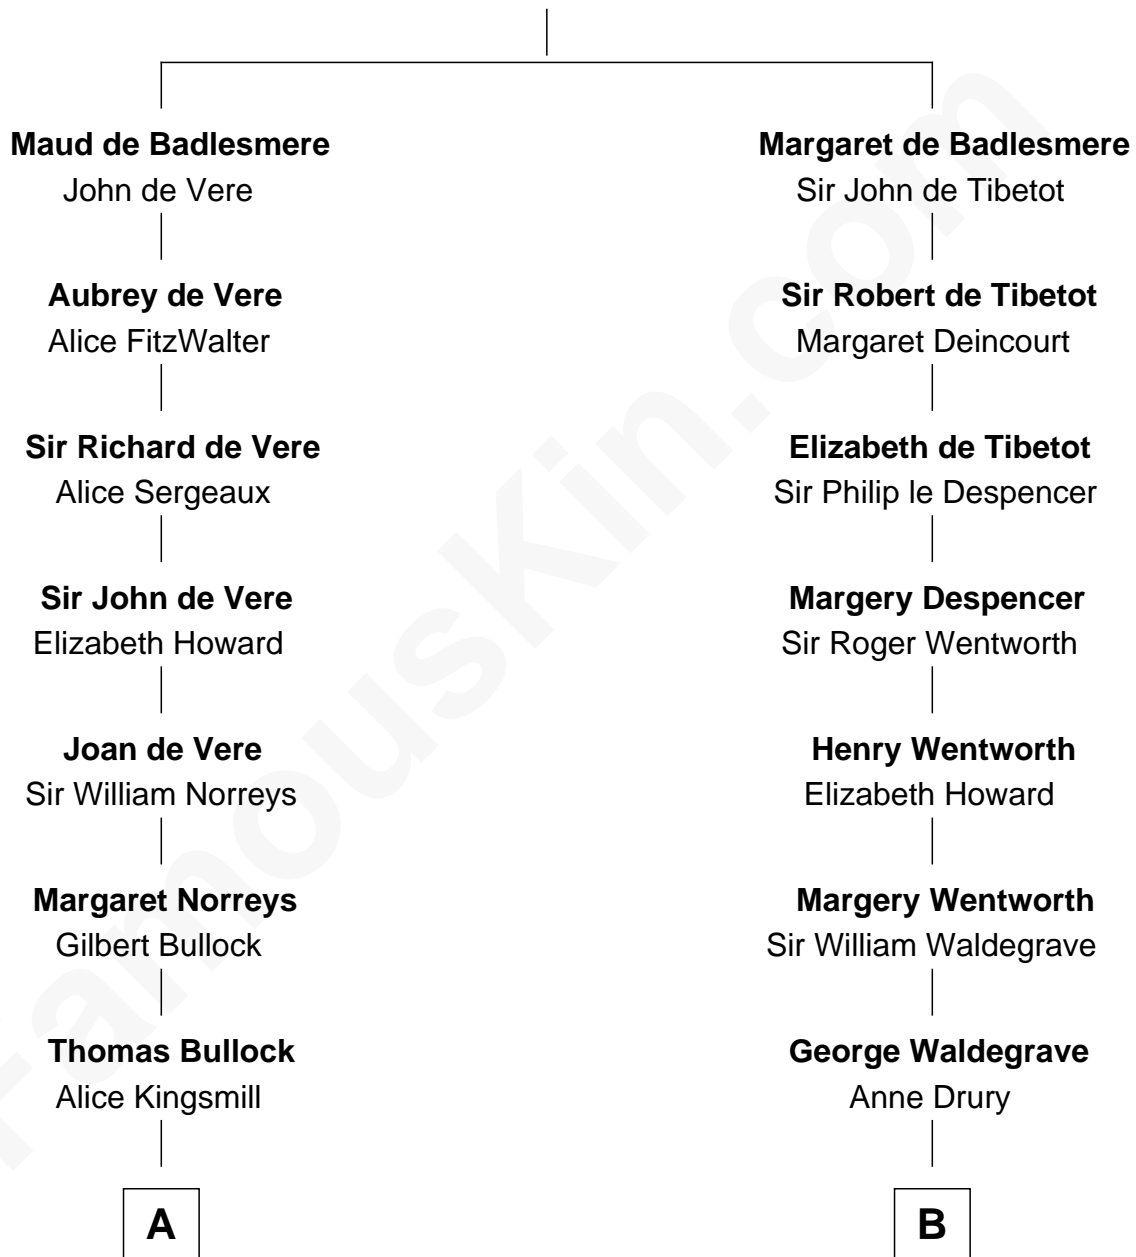 Maud de Badlesmere
John de Vere
Aubrey de Vere
Alice FitzWalter
Sir Richard de Vere
Alice Sergeaux
Sir John de Vere
Elizabeth Howard
Joan de Vere
Sir William Norreys
Margaret Norreys
Gilbert Bullock
Thomas Bullock
Alice Kingsmill
A
Margaret de Badlesmere
Sir John de Tibetot
Sir Robert de Tibetot
Margaret Deincourt
Elizabeth de Tibetot
Sir Philip le Despencer
Margery Despencer
Sir Roger Wentworth
Henry Wentworth
Elizabeth Howard
Margery Wentworth
Sir William Waldegrave
George Waldegrave
Anne Drury
B
FamousKin.com